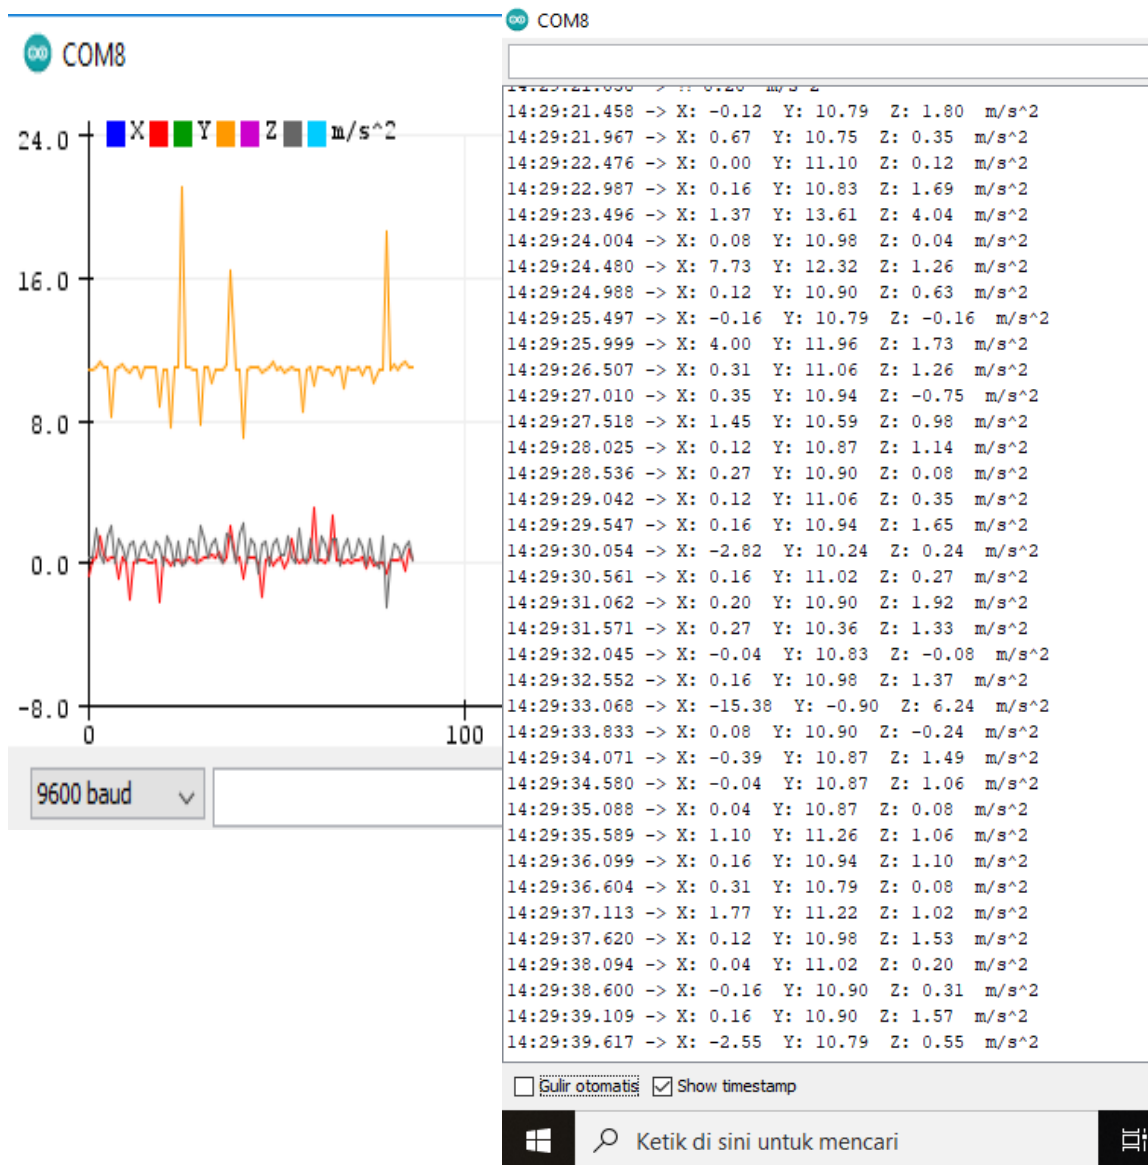 COM8
24.0
X Y Z m/s^2
16.0
8.0
0.0
-8.0
0 100
9600 baud
COM8
14:29:21.458 -> X: -0.12 Y: 10.79 Z: 1.80 m/s^2
14:29:21.967 -> X: 0.67 Y: 10.75 Z: 0.35 m/s^2
14:29:22.476 -> X: 0.00 Y: 11.10 Z: 0.12 m/s^2
14:29:22.987 -> X: 0.16 Y: 10.83 Z: 1.69 m/s^2
14:29:23.496 -> X: 1.37 Y: 13.61 Z: 4.04 m/s^2
14:29:24.004 -> X: 0.08 Y: 10.98 Z: 0.04 m/s^2
14:29:24.480 -> X: 7.73 Y: 12.32 Z: 1.26 m/s^2
14:29:24.988 -> X: 0.12 Y: 10.90 Z: 0.63 m/s^2
14:29:25.497 -> X: -0.16 Y: 10.79 Z: -0.16 m/s^2
14:29:25.999 -> X: 4.00 Y: 11.96 Z: 1.73 m/s^2
14:29:26.507 -> X: 0.31 Y: 11.06 Z: 1.26 m/s^2
14:29:27.010 -> X: 0.35 Y: 10.94 Z: -0.75 m/s^2
14:29:27.518 -> X: 1.45 Y: 10.59 Z: 0.98 m/s^2
14:29:28.025 -> X: 0.12 Y: 10.87 Z: 1.14 m/s^2
14:29:28.536 -> X: 0.27 Y: 10.90 Z: 0.08 m/s^2
14:29:29.042 -> X: 0.12 Y: 11.06 Z: 0.35 m/s^2
14:29:29.547 -> X: 0.16 Y: 10.94 Z: 1.65 m/s^2
14:29:30.054 -> X: -2.82 Y: 10.24 Z: 0.24 m/s^2
14:29:30.561 -> X: 0.16 Y: 11.02 Z: 0.27 m/s^2
14:29:31.062 -> X: 0.20 Y: 10.90 Z: 1.92 m/s^2
14:29:31.571 -> X: 0.27 Y: 10.36 Z: 1.33 m/s^2
14:29:32.045 -> X: -0.04 Y: 10.83 Z: -0.08 m/s^2
14:29:32.552 -> X: 0.16 Y: 10.98 Z: 1.37 m/s^2
14:29:33.068 -> X: -15.38 Y: -0.90 Z: 6.24 m/s^2
14:29:33.833 -> X: 0.08 Y: 10.90 Z: -0.24 m/s^2
14:29:34.071 -> X: -0.39 Y: 10.87 Z: 1.49 m/s^2
14:29:34.580 -> X: -0.04 Y: 10.87 Z: 1.06 m/s^2
14:29:35.088 -> X: 0.04 Y: 10.87 Z: 0.08 m/s^2
14:29:35.589 -> X: 1.10 Y: 11.26 Z: 1.06 m/s^2
14:29:36.099 -> X: 0.16 Y: 10.94 Z: 1.10 m/s^2
14:29:36.604 -> X: 0.31 Y: 10.79 Z: 0.08 m/s^2
14:29:37.113 -> X: 1.77 Y: 11.22 Z: 1.02 m/s^2
14:29:37.620 -> X: 0.12 Y: 10.98 Z: 1.53 m/s^2
14:29:38.094 -> X: 0.04 Y: 11.02 Z: 0.20 m/s^2
14:29:38.600 -> X: -0.16 Y: 10.90 Z: 0.31 m/s^2
14:29:39.109 -> X: 0.16 Y: 10.90 Z: 1.57 m/s^2
14:29:39.617 -> X: -2.55 Y: 10.79 Z: 0.55 m/s^2
Gulir otomatis Show timestamp
Ketik di sini untuk mencari